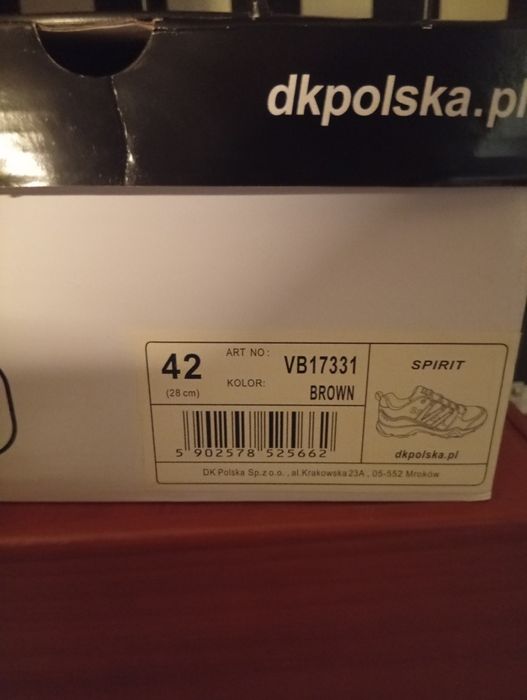 dkpolska.pl
42
(28 cm)
ART NO:
VB17331
KOLOR:
BROWN
SPIRIT
dkpolska.pl
5 902578 525662
DK Polska Sp.z o.o. ,al.Krakowska 23A , 05-552 Mroków